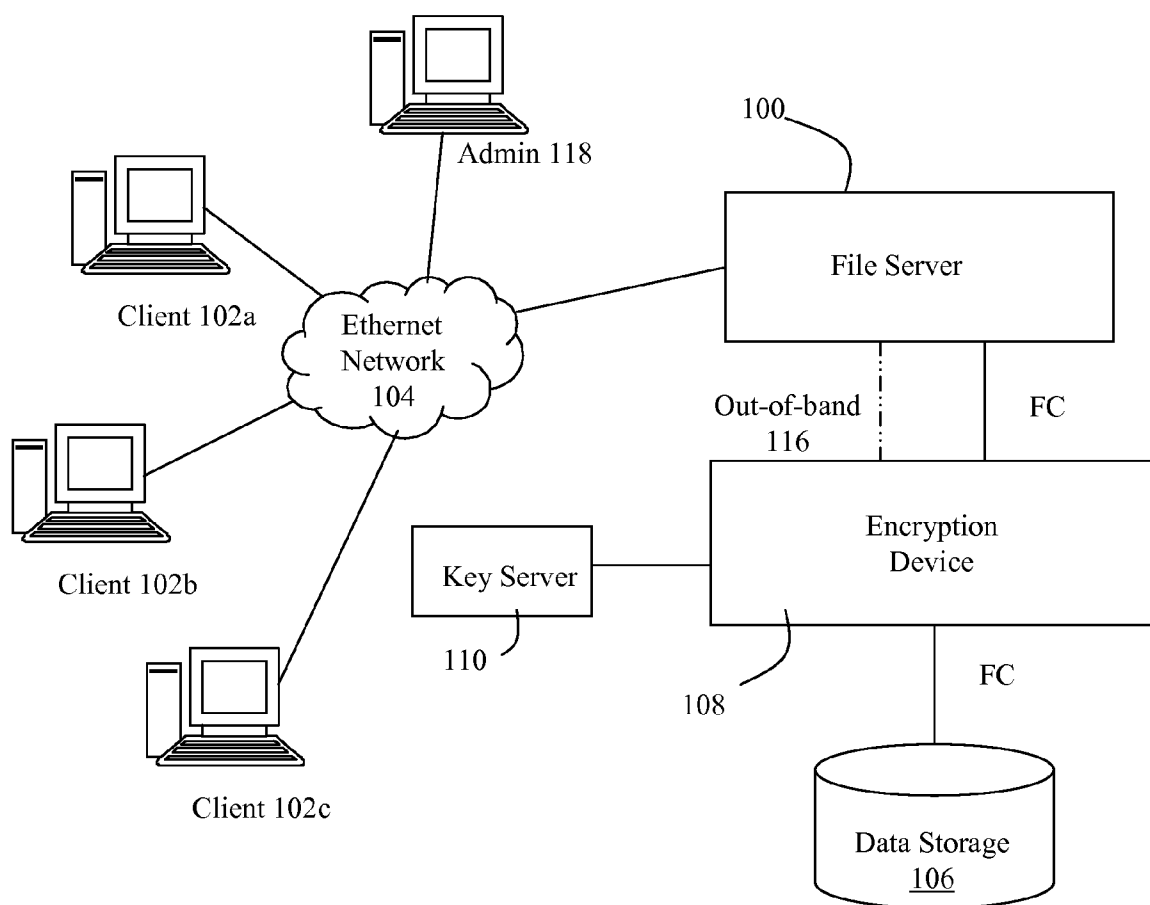 Admin 118
100
Client 102a
File Server
Ethernet
Network
104
Out-of-band
116
FC
Client 102b
Key Server
110
Encryption
Device
108
FC
Client 102c
Data Storage
106